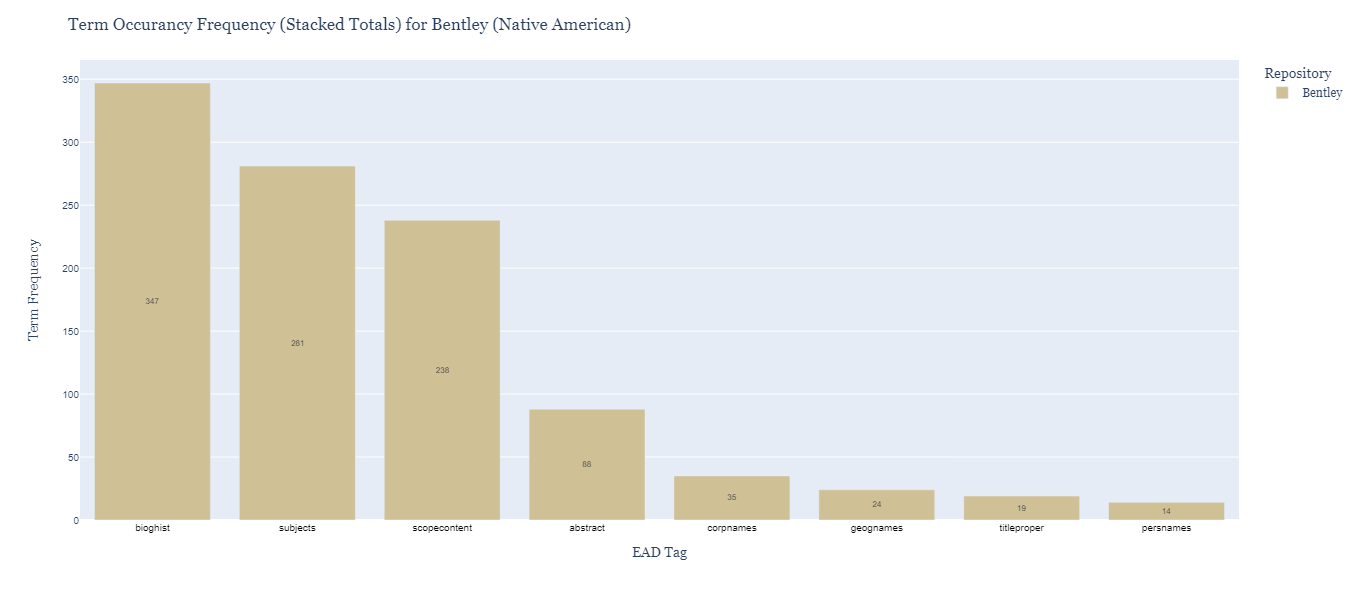 Term Occurancy Frequency (Stacked Totals) for Bentley (Native American)
Repository
Bentley
Term Frequency
350
300
250
200
150
100
50
0
347
281
238
88
35
24
19
14
bioghist
subjects
scopecontent
abstract
corpnames
geognames
titleproper
persnames
EAD Tag